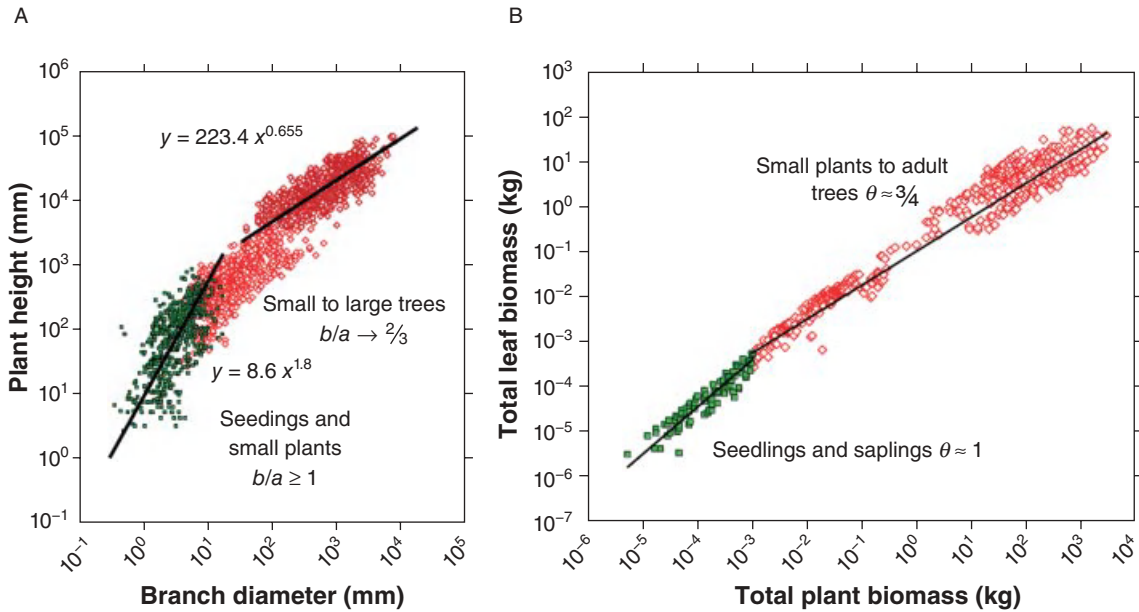 A
10^6
10^5
10^4
10^3
10^2
10^1
10^0
10^-1
Plant height (mm)
y = 223.4 x^0.655
Small to large trees
b/a → 2/3
y = 8.6 x^1.8
Seedings and
small plants
b/a ≥ 1
10^-1
10^0
10^1
10^2
10^3
10^4
10^5
Branch diameter (mm)
B
10^3
10^2
10^1
10^0
10^-1
10^-2
10^-3
10^-4
10^-5
10^-6
10^-7
Total leaf biomass (kg)
Small plants to adult
trees θ ≈ 3/4
Seedlings and saplings θ ≈ 1
10^-6
10^-5
10^-4
10^-3
10^-2
10^-1
10^0
10^1
10^2
10^3
10^4
Total plant biomass (kg)